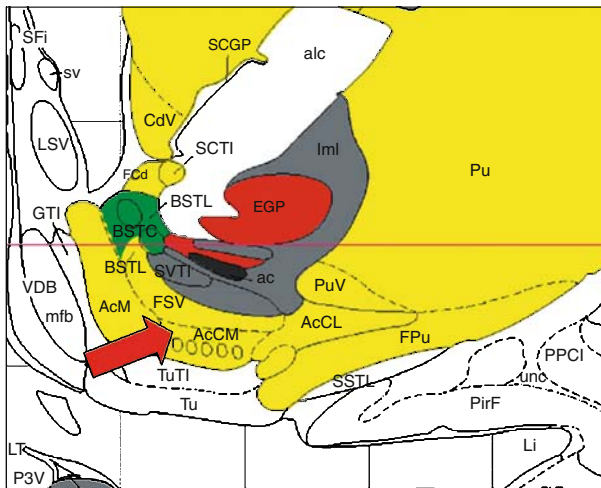 SFi
SCGP
alc
sv
CdV
LSV
SCTI
ImI
Pu
FCd
BSTL
EGP
GTI
BSTC
BSTL
SVTI
ac
VDB
PuV
mfb
AcM
FSV
AcCM
AcCL
FPu
PPCI
TuTI
SSTL
unc
Tu
PirF
LT
Li
P3V